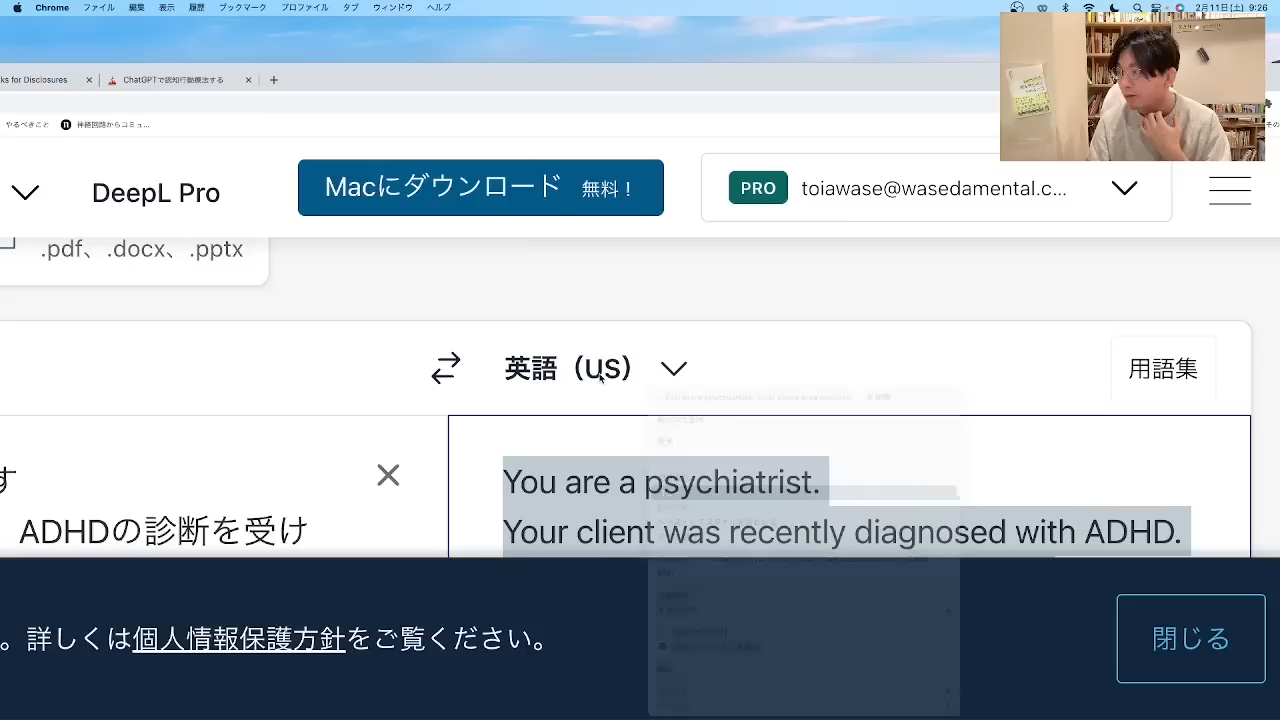 Chrome ファイル 編集 表示 履歴 ブックマーク プロファイル タブ ウィンドウ ヘルプ
2月11日(土) 9:26
ks for Disclosures
ChatGPTで認知行動療法する
やるべきこと
神経回路からコミュ...
DeepL Pro
Macにダウンロード 無料！
PRO toiawase@wasedamental.c...
.pdf、.docx、.pptx
英語（US）
用語集
す
You are a psychiatrist.
ADHDの診断を受け
Your client was recently diagnosed with ADHD.
。詳しくは個人情報保護方針をご覧ください。
閉じる